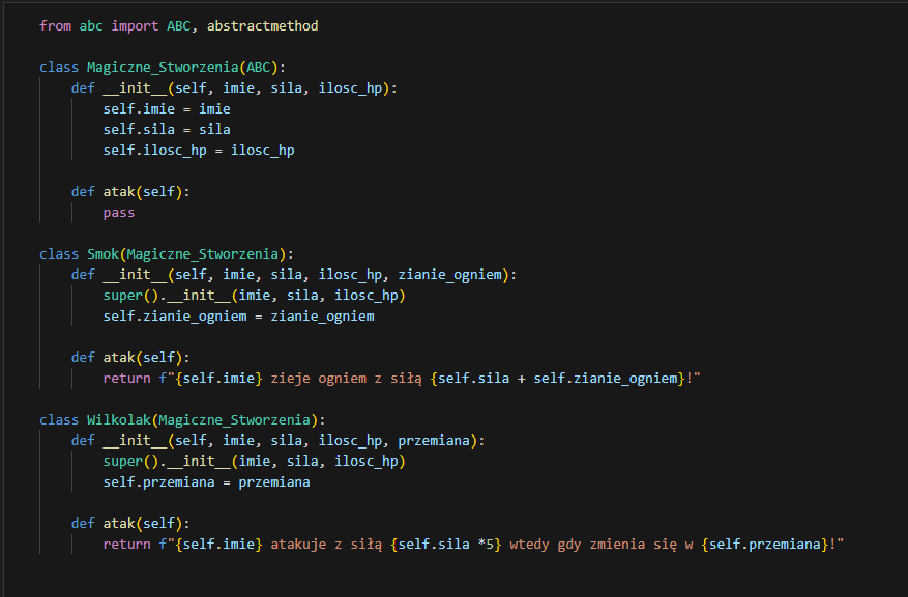 from abc import ABC, abstractmethod

class Magiczne_Stworzenia(ABC):
    def __init__(self, imie, sila, ilosc_hp):
        self.imie = imie
        self.sila = sila
        self.ilosc_hp = ilosc_hp

    def atak(self):
        pass

class Smok(Magiczne_Stworzenia):
    def __init__(self, imie, sila, ilosc_hp, zianie_ogniem):
        super().__init__(imie, sila, ilosc_hp)
        self.zianie_ogniem = zianie_ogniem

    def atak(self):
        return f"{self.imie} zieje ogniem z siłą {self.sila + self.zianie_ogniem}!"

class Wilkolak(Magiczne_Stworzenia):
    def __init__(self, imie, sila, ilosc_hp, przemiana):
        super().__init__(imie, sila, ilosc_hp)
        self.przemiana = przemiana

    def atak(self):
        return f"{self.imie} atakuje z siłą {self.sila *5} wtedy gdy zmienia się w {self.przemiana}!"